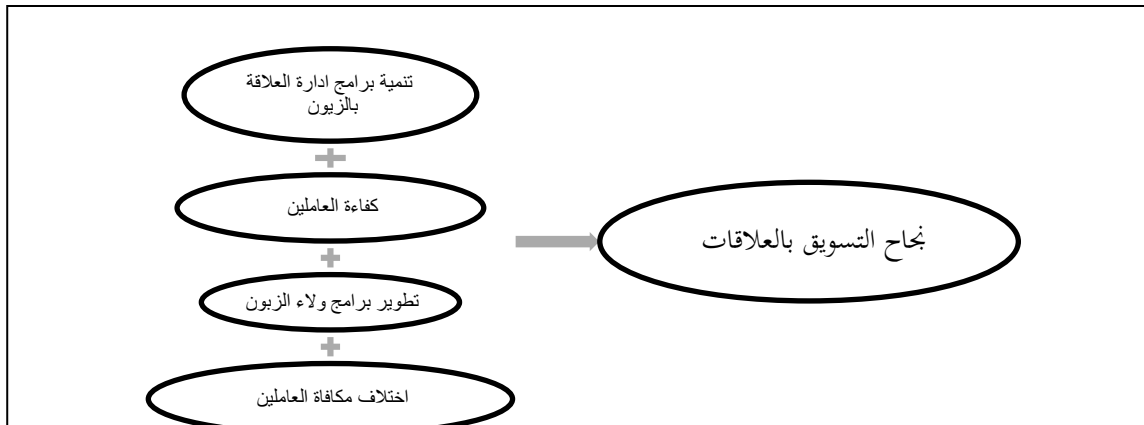 تنمية برامج ادارة العلاقة
بالزبون
كفاءة العاملين
تطوير برامج ولاء الزبون
اختلاف مكافاة العاملين
نجاح التسويق بالعلاقات